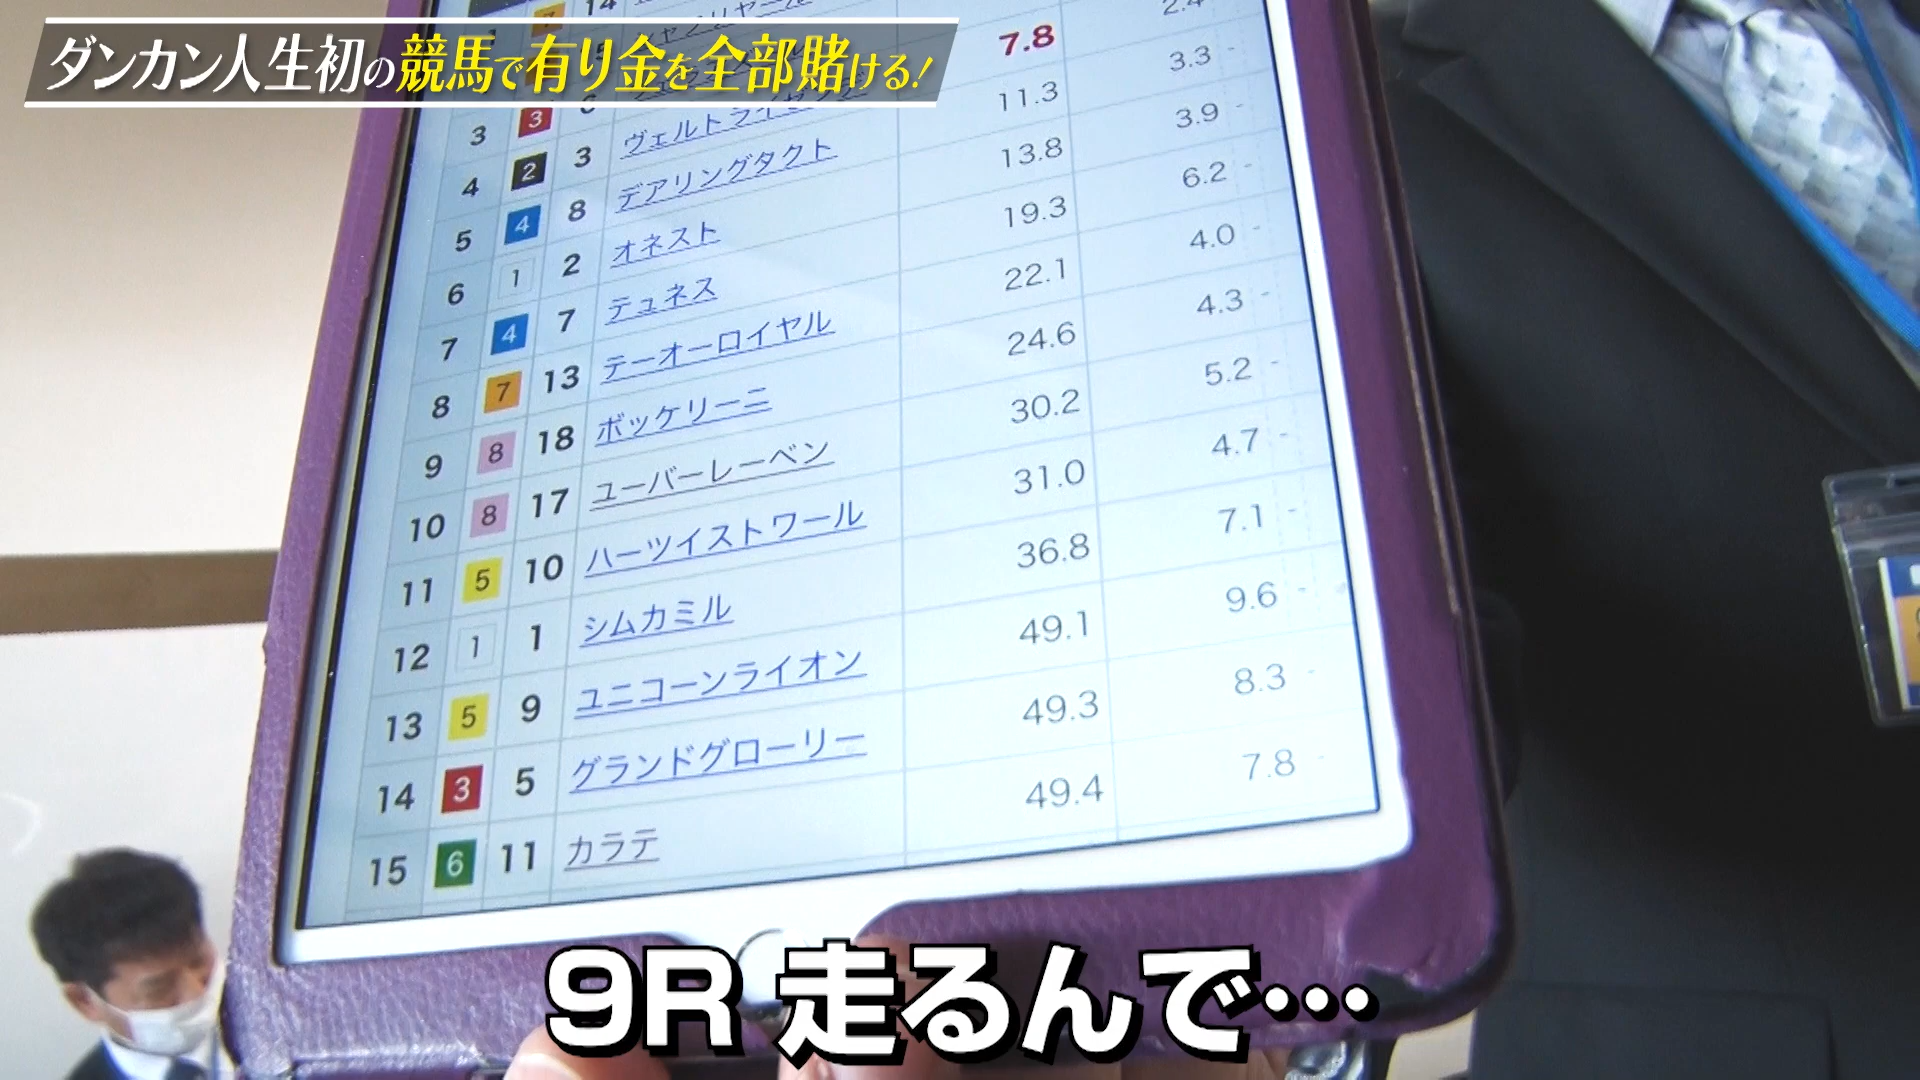 ダンカン人生初の競馬で有り金を全部賭ける!
14
7.8 2.4
3 3 ヴェルトライゼンデ 11.3 3.3
4 2 3 デアリングタクト 13.8 3.9
5 4 8 オネスト 19.3 6.2
6 1 2 テュネス 22.1 4.0
7 4 7 テーオーロイヤル 24.6 4.3
8 7 13 ボッケリーニ 30.2 5.2
9 8 18 ユーバーレーベン 31.0 4.7
10 8 17 ハーツイストワール 36.8 7.1
11 5 10 シムカミル 49.1 9.6
12 1 1 ユニコーンライオン 49.3 8.3
13 5 9 グランドグローリー 49.4 7.8
14 3 5 カラテ
15 6 11
9R 走るんで…